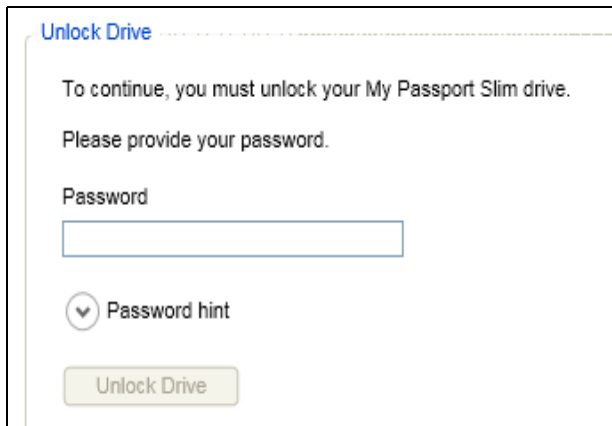 Unlock Drive
To continue, you must unlock your My Passport Slim drive.
Please provide your password.
Password
Password hint
Unlock Drive